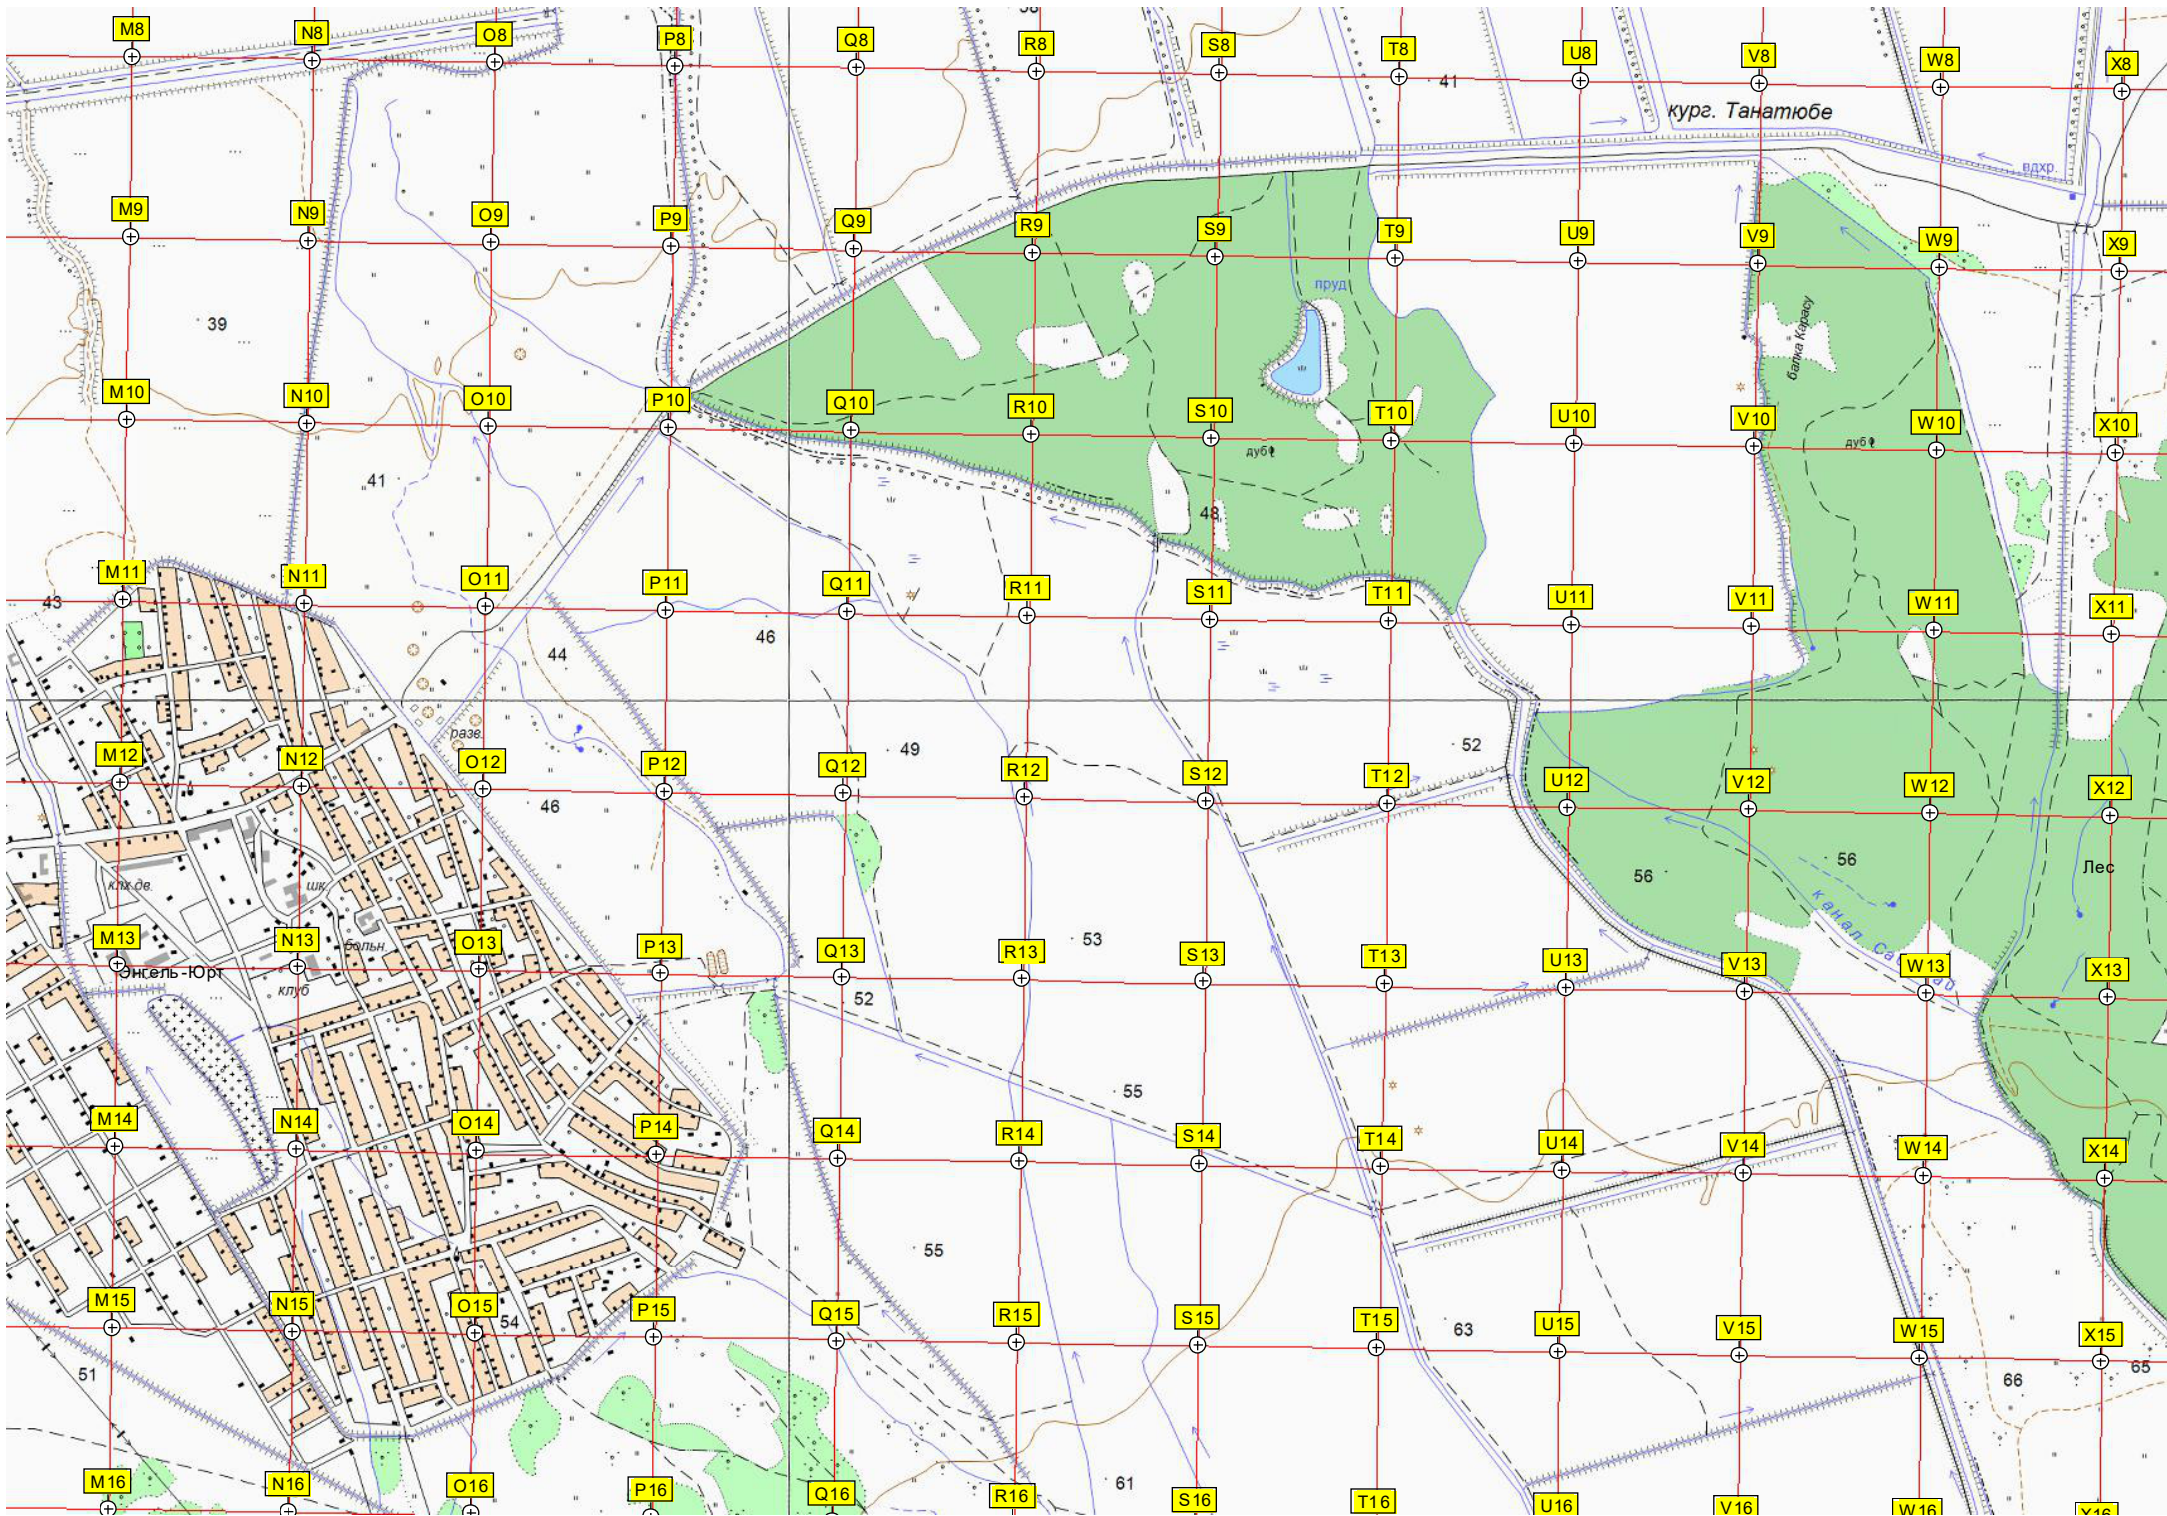 M8 N8 O8 P8 Q8 R8 S8 T8 U8 V8 W8 X8
41
кург. Танатюбе
вдхр.
M9 N9 O9 P9 Q9 R9 S9 T9 U9 V9 W9 X9
пруд
39
балка Карасу
M10 N10 O10 P10 Q10 R10 S10 T10 U10 V10 W10 X10
дуб дуб
41
48
M11 N11 O11 P11 Q11 R11 S11 T11 U11 V11 W11 X11
43
46
44
разв.
49
52
M12 N12 O12 P12 Q12 R12 S12 T12 U12 V12 W12 X12
46
56
56
Лес
клх.дв.
шк.
больн.
53
M13 N13 O13 P13 Q13 R13 S13 T13 U13 V13 W13 X13
Энгель-Юрт
клуб
52
55
M14 N14 O14 P14 Q14 R14 S14 T14 U14 V14 W14 X14
55
M15 N15 O15 P15 Q15 R15 S15 T15 U15 V15 W15 X15
54
63
51
66
65
61
M16 N16 O16 P16 Q16 R16 S16 T16 U16 V16 W16 X16
канал